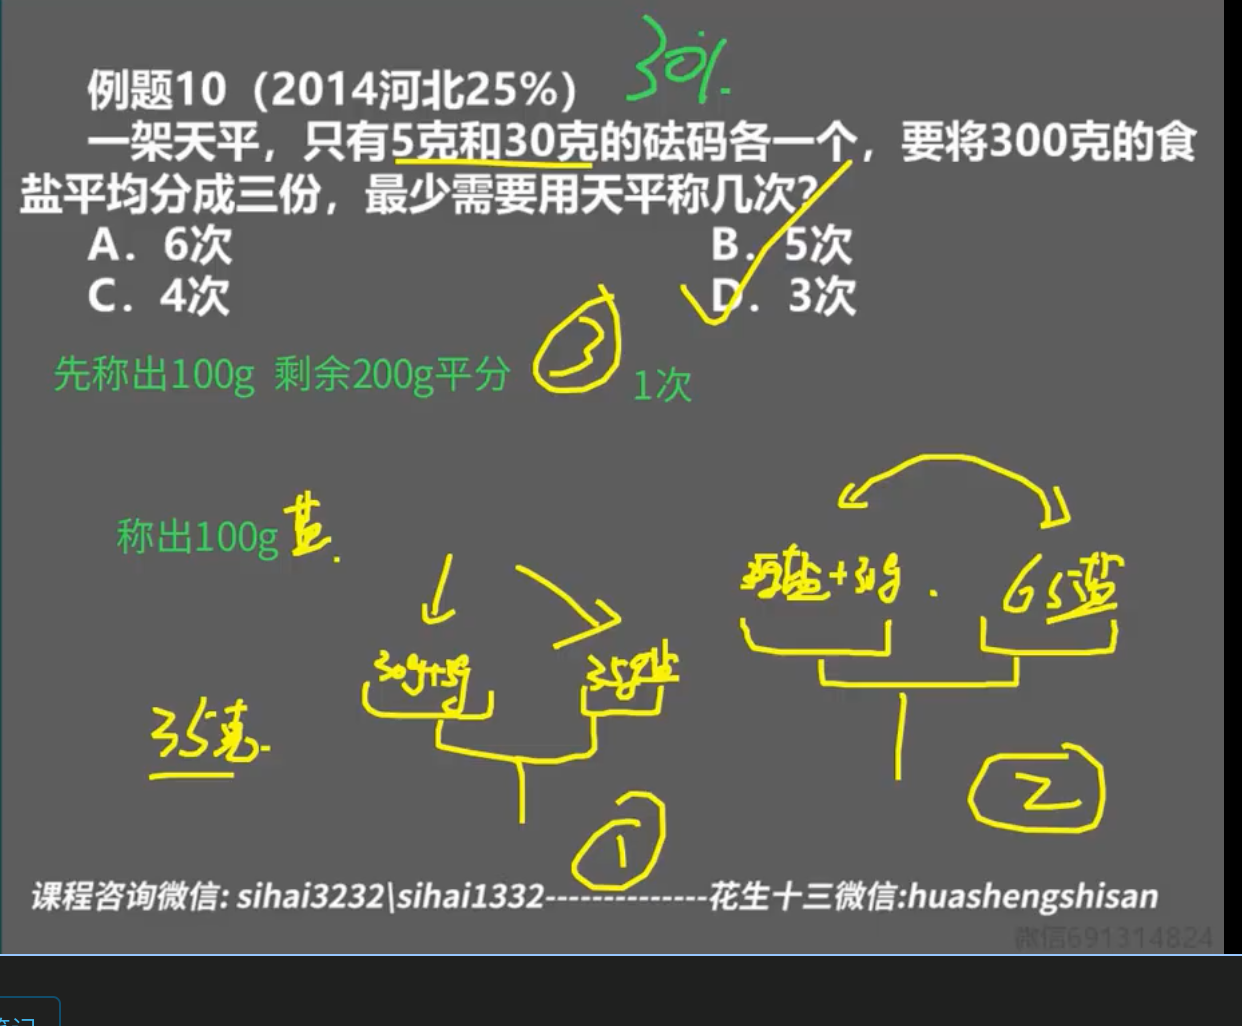 30%
例题10（2014河北25%）
一架天平，只有5克和30克的砝码各一个，要将300克的食
盐平均分成三份，最少需要用天平称几次？
A．6次
B．5次
C．4次
D．3次
先称出100g 剩余200g平分
3
1次
称出100g盐.
35g盐+30g
65盐
30g+5g
35g盐
35克
2
1
课程咨询微信: sihai3232\sihai1332--------------花生十三微信:huashengshisan
微信691314824
笔记